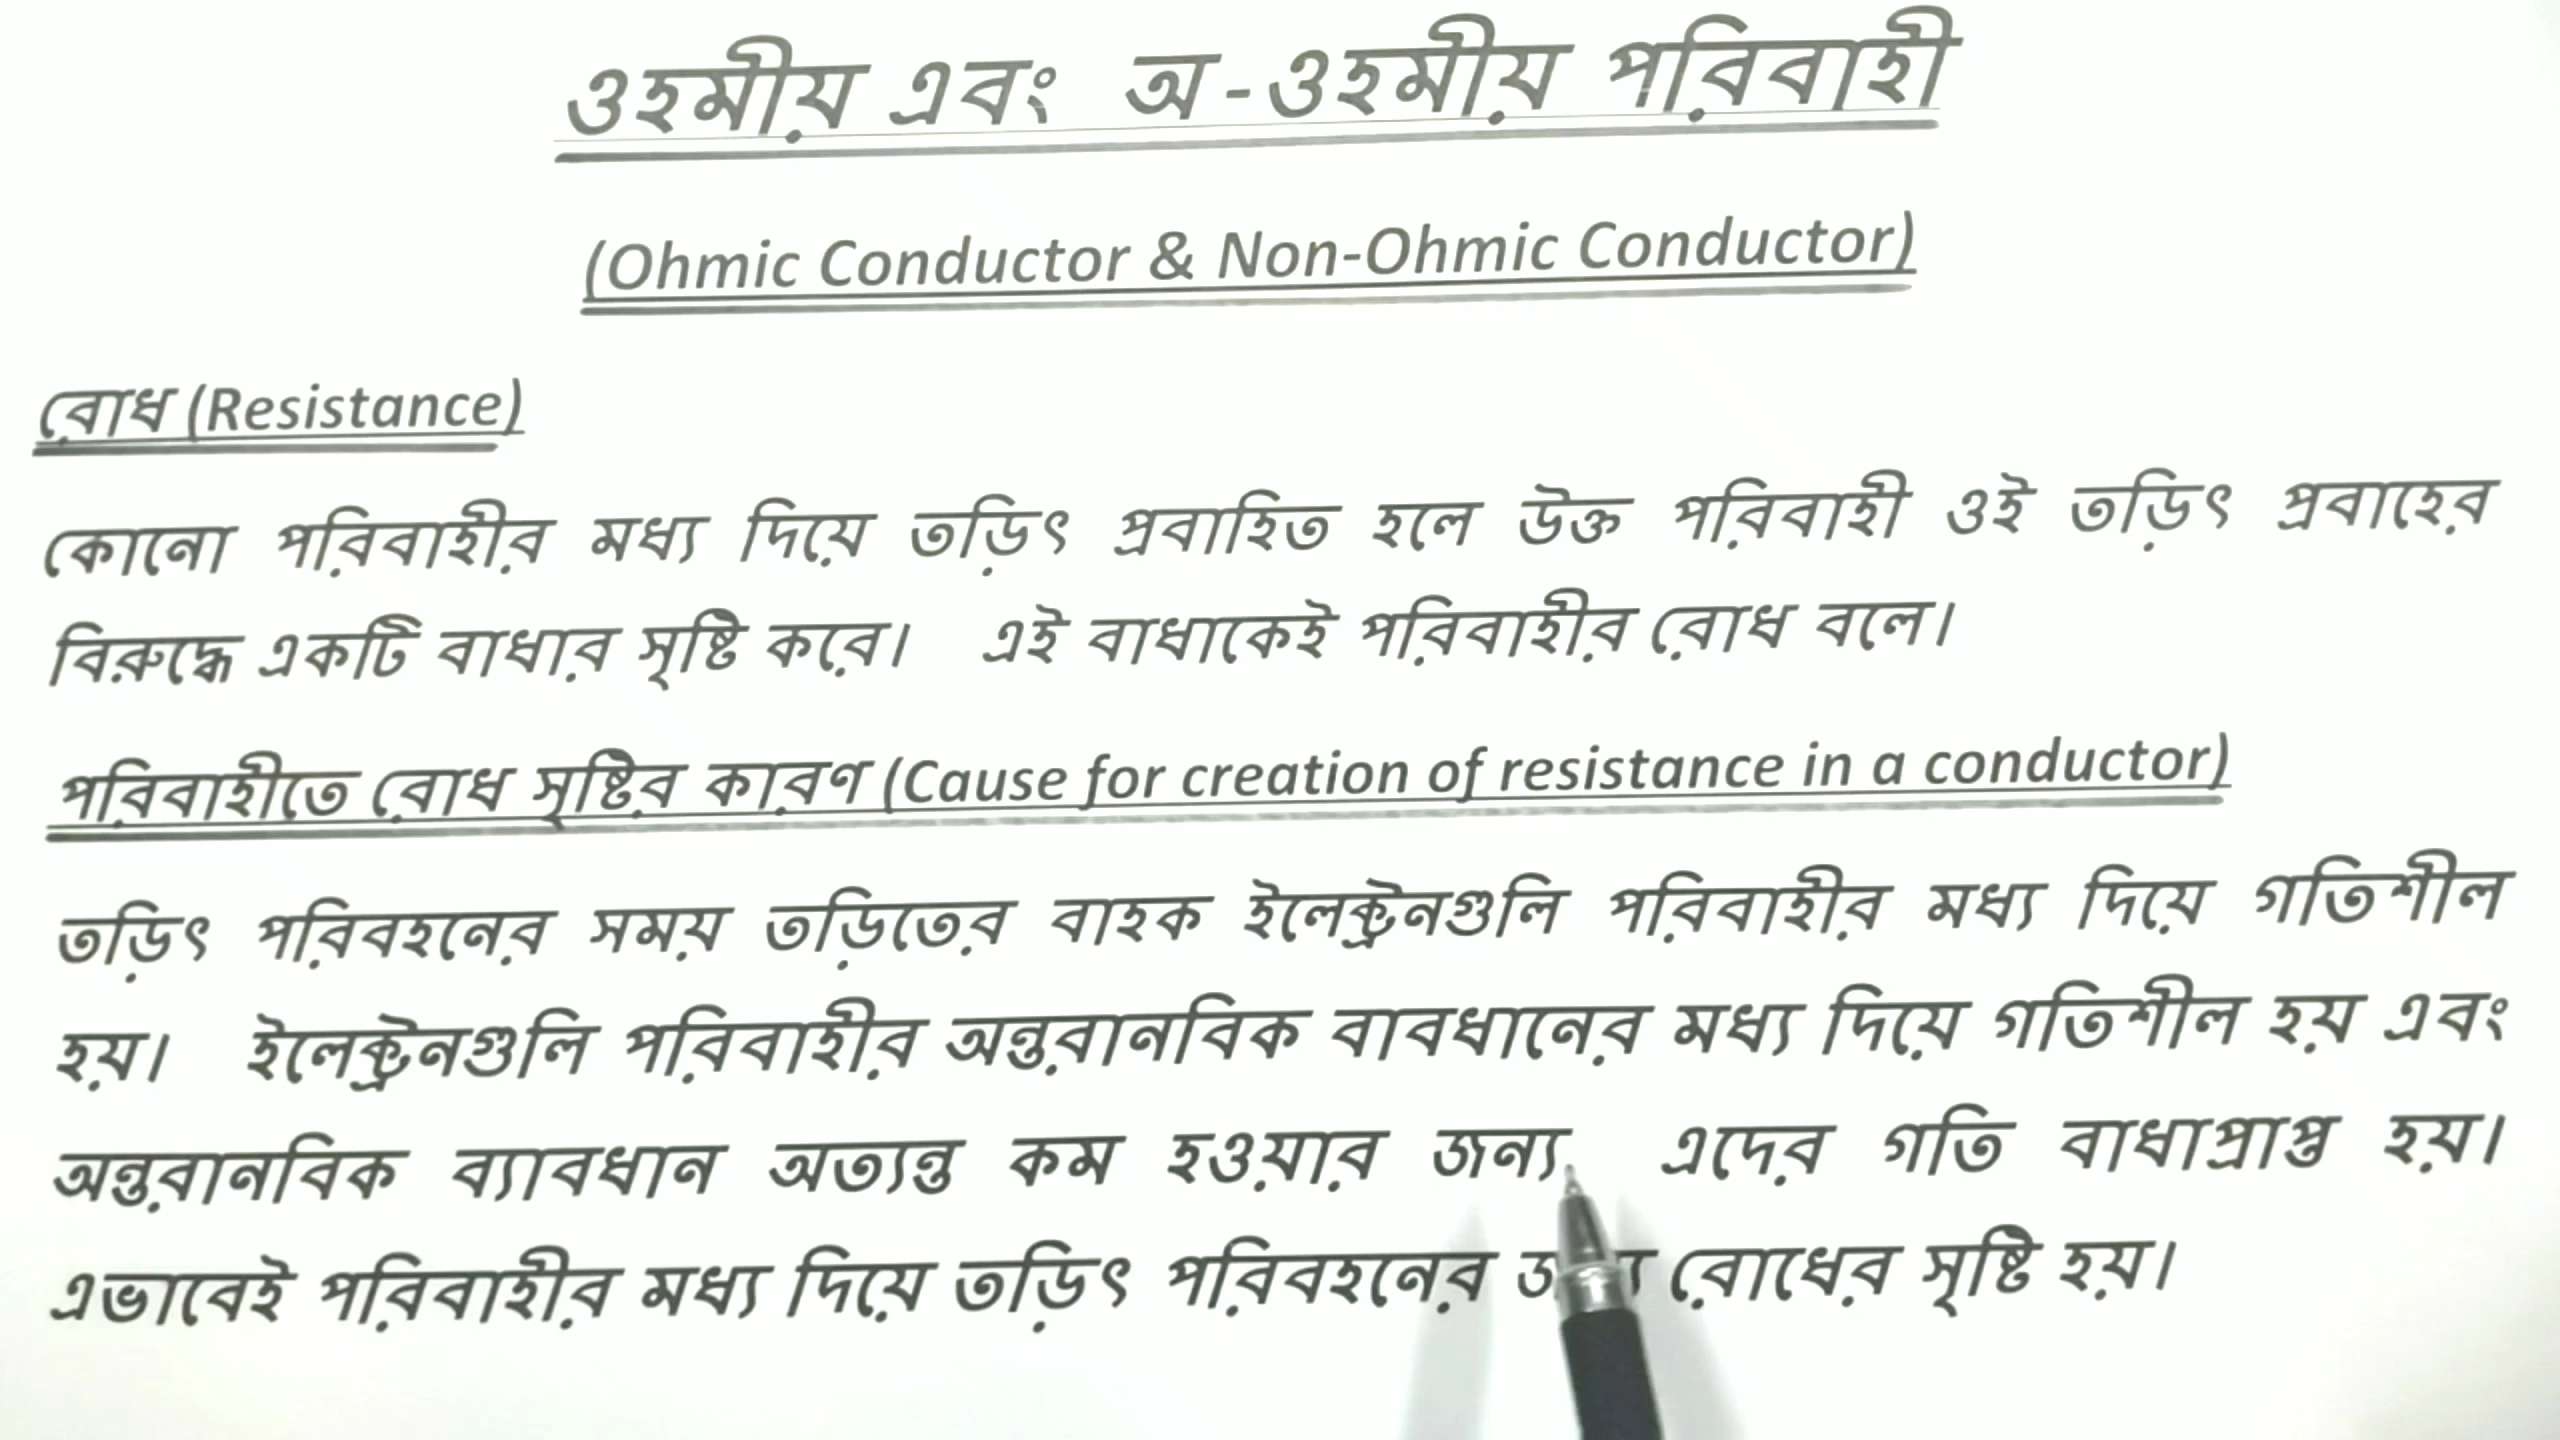 ওহমীয় এবং অ-ওহমীয় পরিবাহী
(Ohmic Conductor & Non-Ohmic Conductor)
রোধ (Resistance)
কোনো পরিবাহীর মধ্য দিয়ে তড়িৎ প্রবাহিত হলে উক্ত পরিবাহী ওই তড়িৎ প্রবাহের
বিরুদ্ধে একটি বাধার সৃষ্টি করে। এই বাধাকেই পরিবাহীর রোধ বলে।
পরিবাহীতে রোধ সৃষ্টির কারণ (Cause for creation of resistance in a conductor)
তড়িৎ পরিবহনের সময় তড়িতের বাহক ইলেক্ট্রনগুলি পরিবাহীর মধ্য দিয়ে গতিশীল
হয়। ইলেক্ট্রনগুলি পরিবাহীর অন্তরানবিক বাবধানের মধ্য দিয়ে গতিশীল হয় এবং
অন্তরানবিক ব্যাবধান অত্যন্ত কম হওয়ার জন্য এদের গতি বাধাপ্রাপ্ত হয়।
এভাবেই পরিবাহীর মধ্য দিয়ে তড়িৎ পরিবহনের রোধের সৃষ্টি হয়।